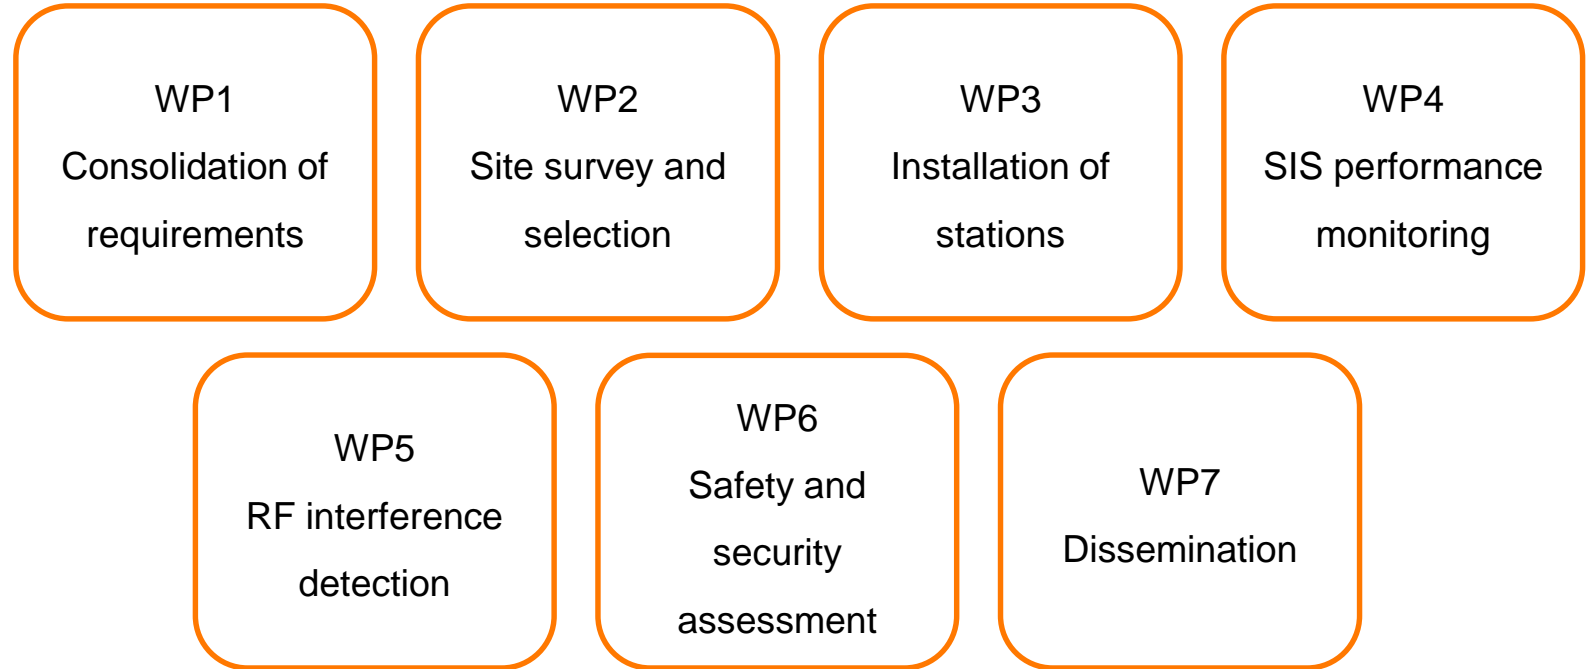 WP1
Consolidation of
requirements
WP2
Site survey and
selection
WP3
Installation of
stations
WP4
SIS performance
monitoring
WP5
RF interference
detection
WP6
Safety and
security
assessment
WP7
Dissemination